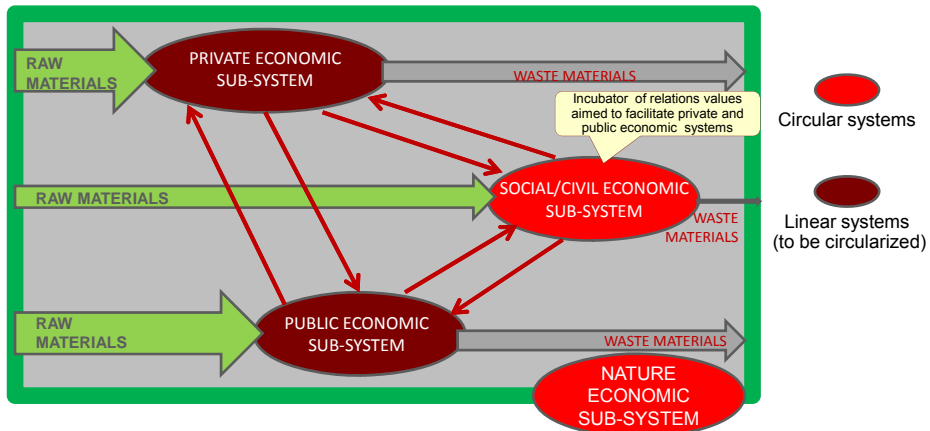 RAW
MATERIALS
PRIVATE ECONOMIC
SUB-SYSTEM
WASTE MATERIALS
Incubator of relations values
aimed to facilitate private and
public economic systems
Circular systems
RAW MATERIALS
SOCIAL/CIVIL ECONOMIC
SUB-SYSTEM
WASTE
MATERIALS
Linear systems
(to be circularized)
RAW
MATERIALS
PUBLIC ECONOMIC
SUB-SYSTEM
WASTE MATERIALS
NATURE
ECONOMIC
SUB-SYSTEM